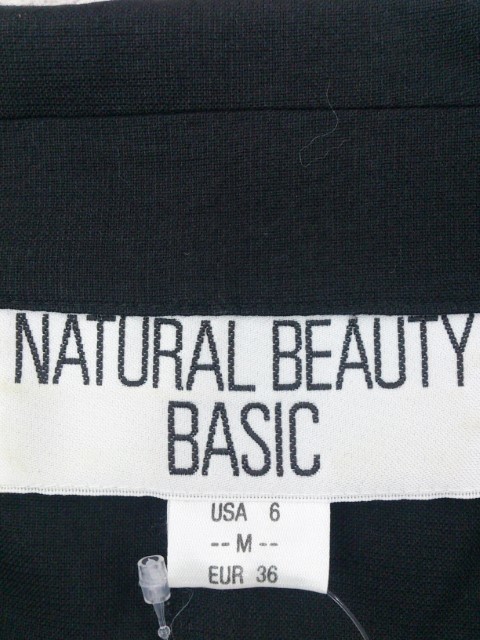 NATURAL BEAUTY
BASIC
USA 6
-- M --
EUR 36